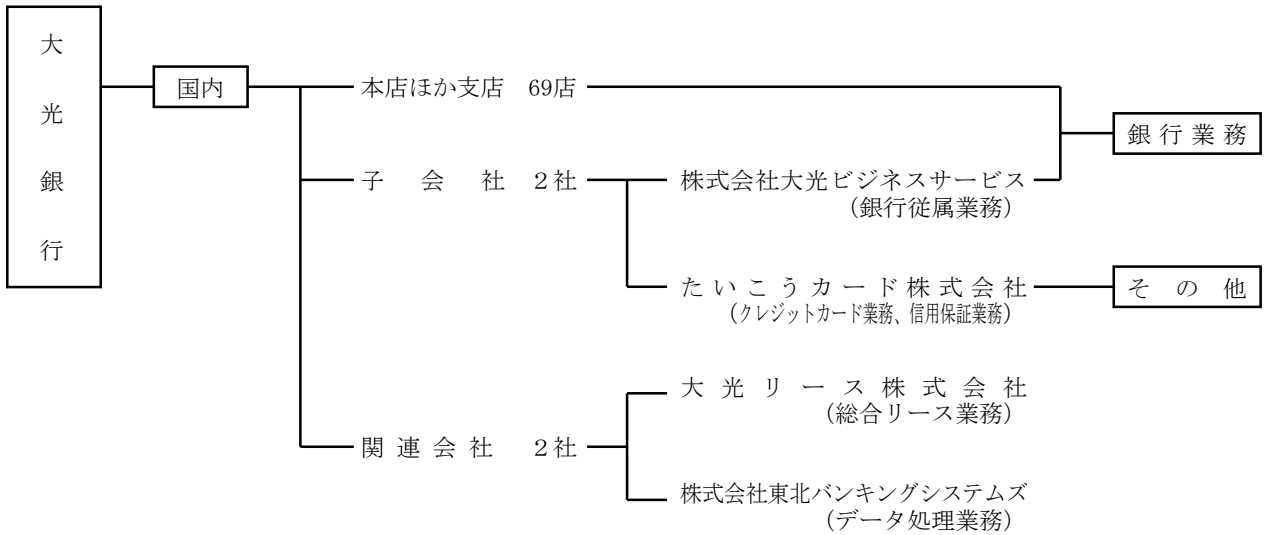 大光銀行
国内
本店ほか支店 69店
銀行業務
子会社 2社
株式会社大光ビジネスサービス
(銀行従属業務)
たいこうカード株式会社
その他
(クレジットカード業務、信用保証業務)
大光リース株式会社
(総合リース業務)
関連会社 2社
株式会社東北バンキングシステムズ
(データ処理業務)